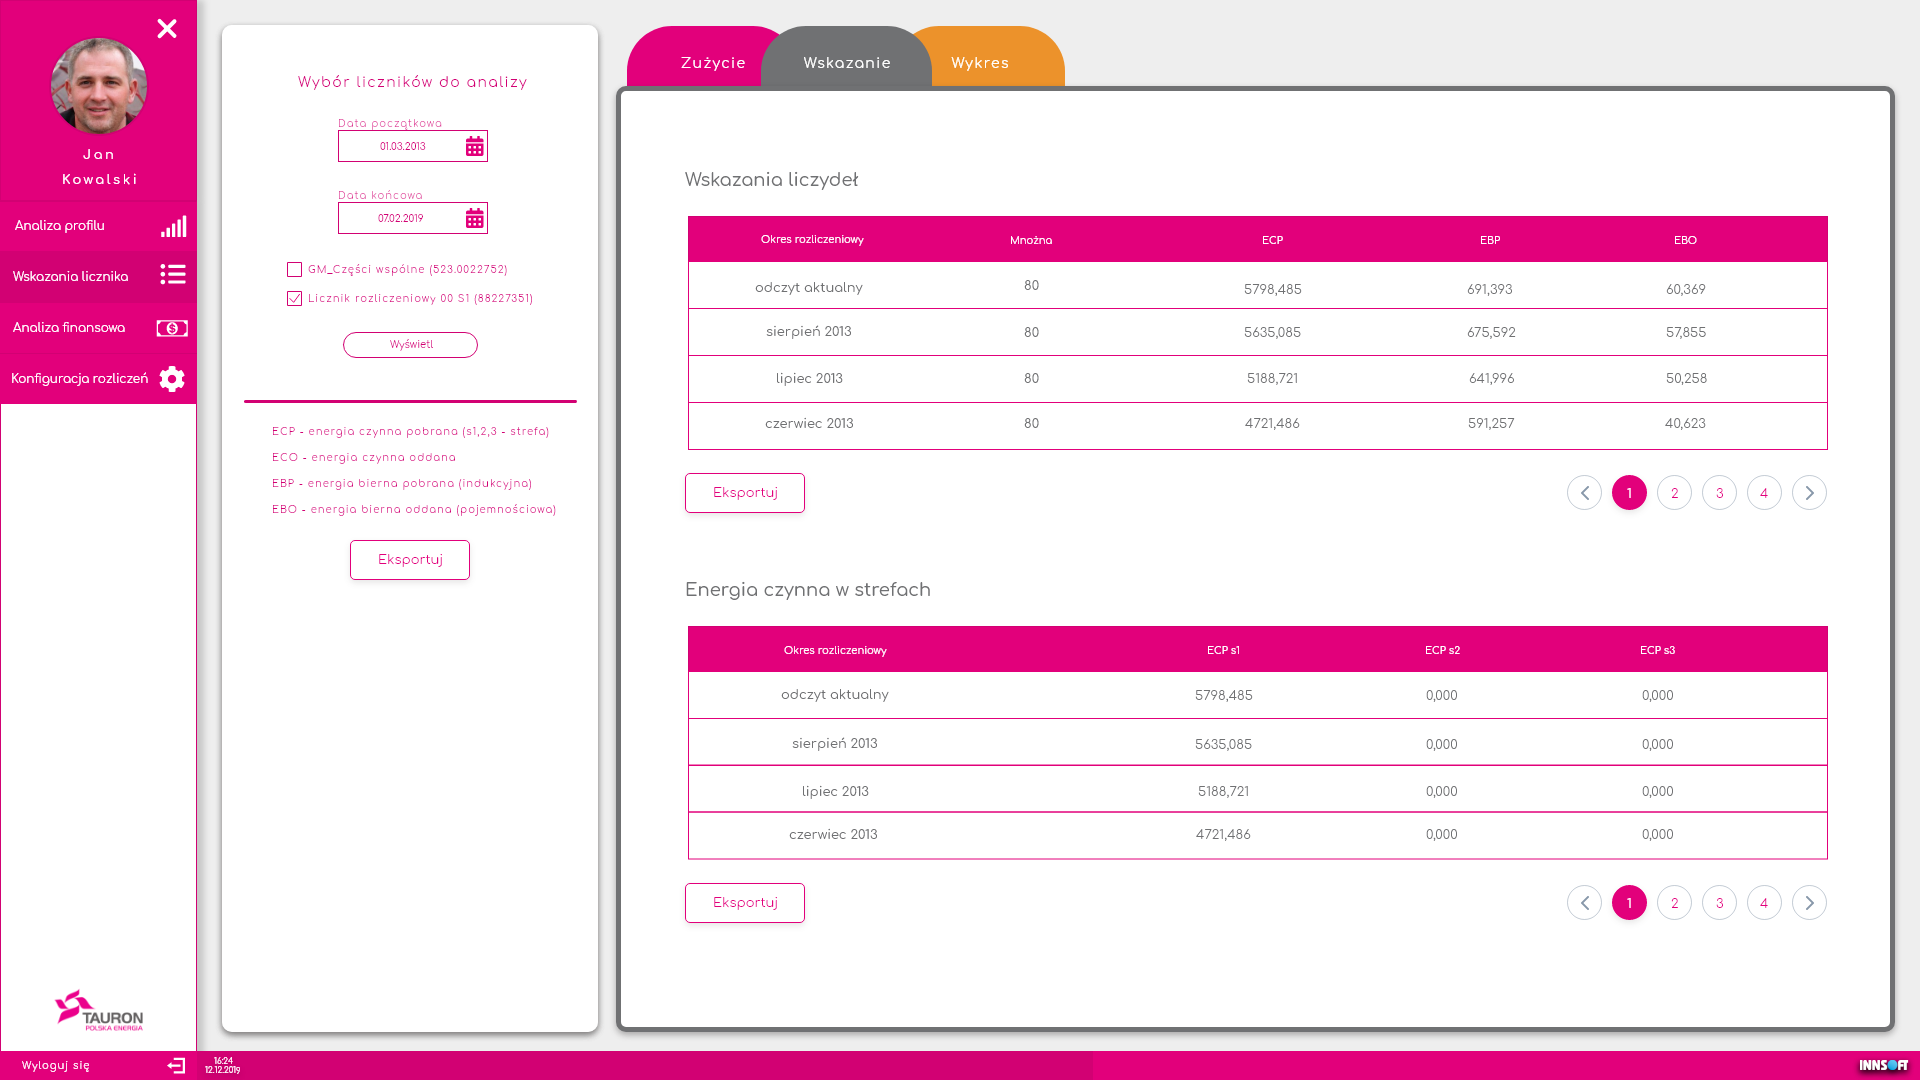 Jan
Kowalski
Analiza profilu
Wskazania licznika
Analiza finansowa
Konfiguracja rozliczeń
TAURON
POLSKA ENERGIA
Wyloguj się
Wybór liczników do analizy
Data początkowa
01.03.2013
Data końcowa
07.02.2019
GM_Części wspólne (523.0022752)
Licznik rozliczeniowy 00 S1 (88227351)
Wyświetl
ECP - energia czynna pobrana (s1,2,3 - strefa)
ECO - energia czynna oddana
EBP - energia bierna pobrana (indukcyjna)
EBO - energia bierna oddana (pojemnościowa)
Eksportuj
Zużycie Wskazanie Wykres
Wskazania liczydeł
Okres rozliczeniowy Mnożna ECP EBP EBO
odczyt aktualny 80 5798,485 691,393 60,369
sierpień 2013 80 5635,085 675,592 57,855
lipiec 2013 80 5188,721 641,996 50,258
czerwiec 2013 80 4721,486 591,257 40,623
Eksportuj 1 2 3 4
Energia czynna w strefach
Okres rozliczeniowy ECP s1 ECP s2 ECP s3
odczyt aktualny 5798,485 0,000 0,000
sierpień 2013 5635,085 0,000 0,000
lipiec 2013 5188,721 0,000 0,000
czerwiec 2013 4721,486 0,000 0,000
Eksportuj 1 2 3 4
16:24
12.12.2019
INNSOFT